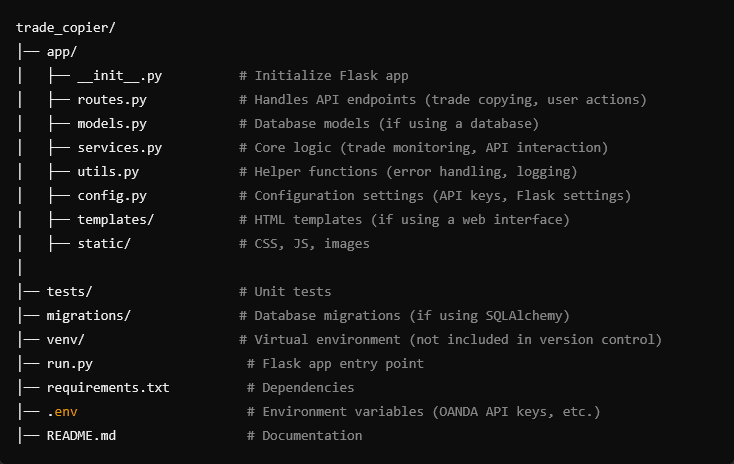 trade_copier/
│── app/
│   ├── __init__.py          # Initialize Flask app
│   ├── routes.py            # Handles API endpoints (trade copying, user actions)
│   ├── models.py            # Database models (if using a database)
│   ├── services.py          # Core logic (trade monitoring, API interaction)
│   ├── utils.py             # Helper functions (error handling, logging)
│   ├── config.py            # Configuration settings (API keys, Flask settings)
│   ├── templates/           # HTML templates (if using a web interface)
│   ├── static/              # CSS, JS, images
│
│── tests/                   # Unit tests
│── migrations/              # Database migrations (if using SQLAlchemy)
│── venv/                    # Virtual environment (not included in version control)
│── run.py                    # Flask app entry point
│── requirements.txt          # Dependencies
│── .env                      # Environment variables (OANDA API keys, etc.)
│── README.md                 # Documentation